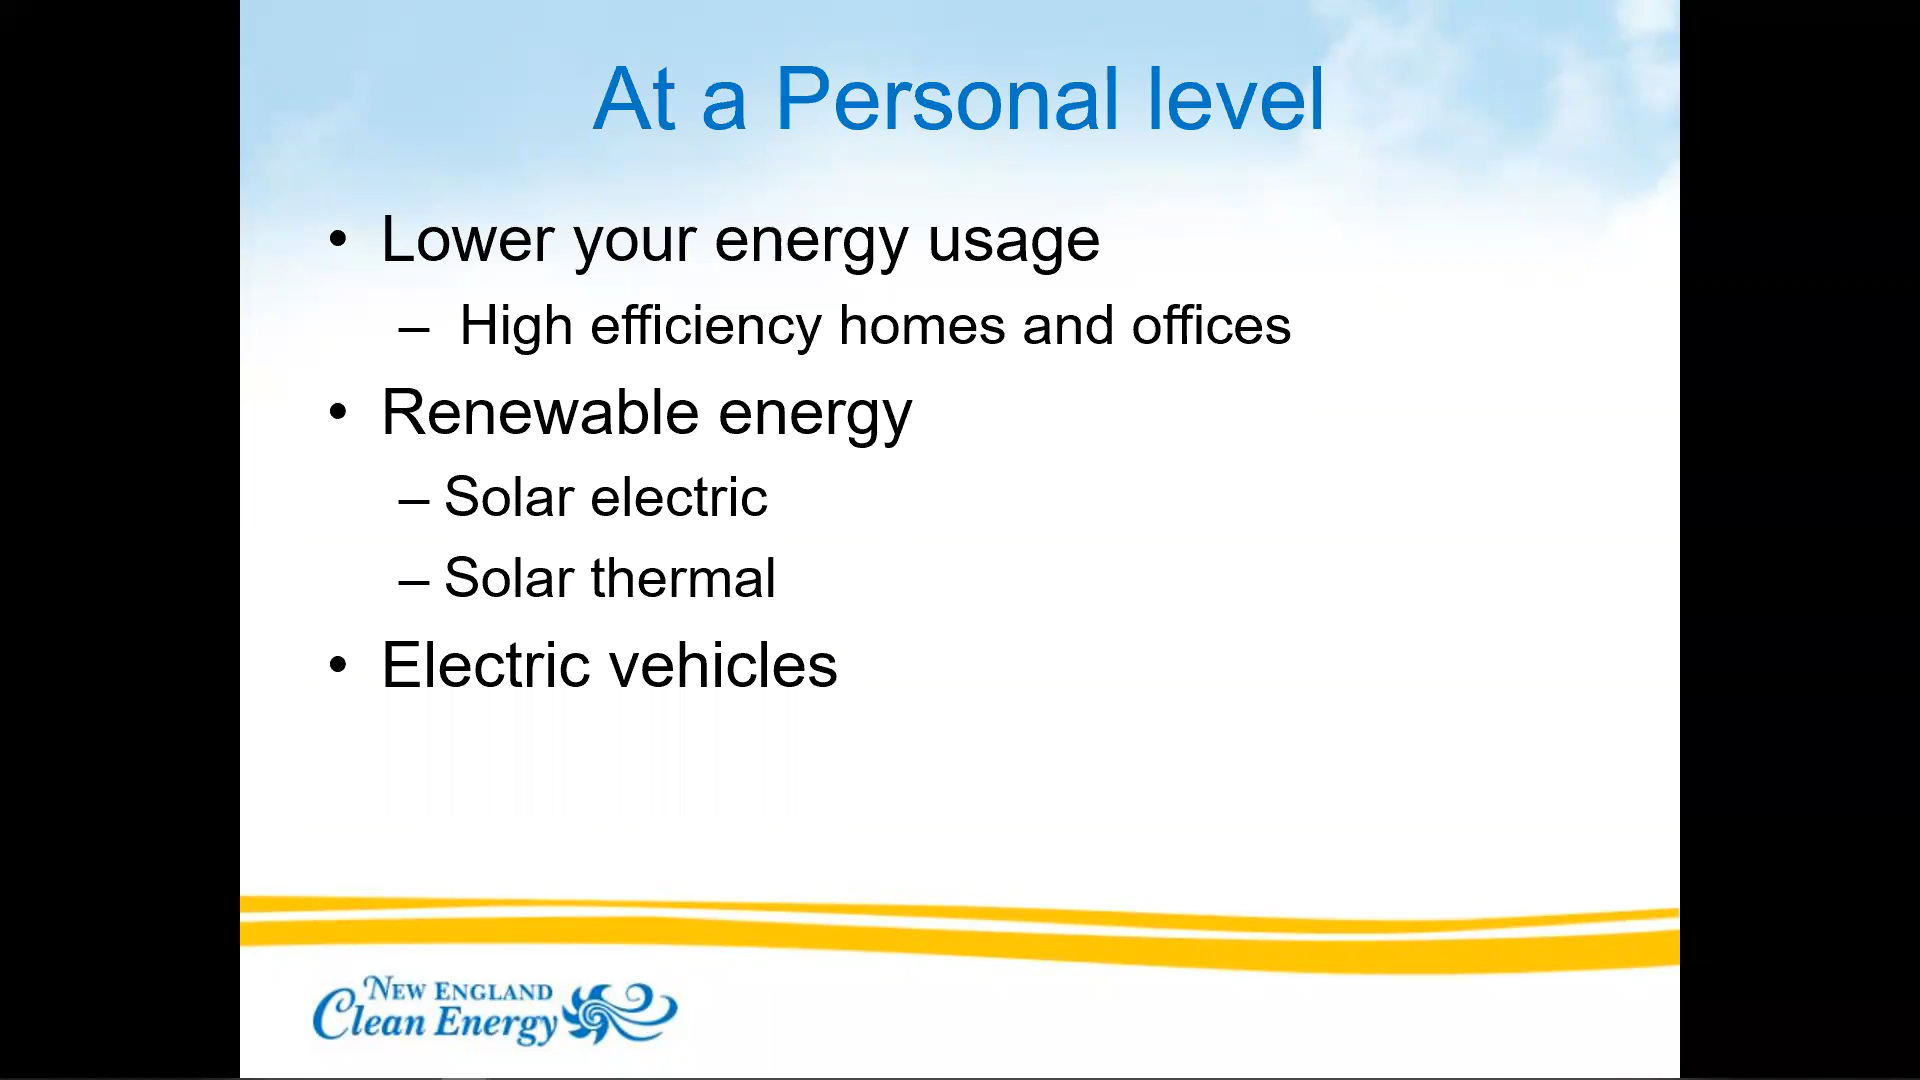 At a Personal level
• Lower your energy usage
– High efficiency homes and offices
• Renewable energy
– Solar electric
– Solar thermal
• Electric vehicles
NEW ENGLAND
Clean Energy